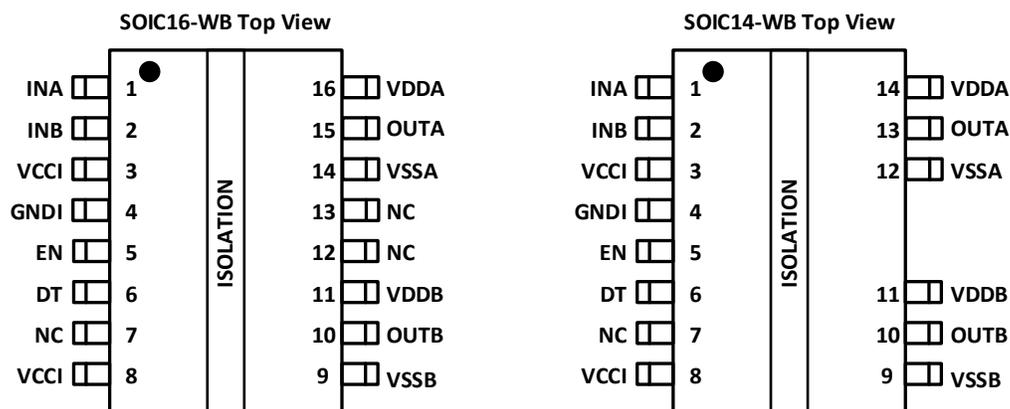 SOIC16-WB Top View
INA 1 16 VDDA
INB 2 15 OUTA
VCCI 3 14 VSSA
GNDI 4 13 NC
EN 5 12 NC
DT 6 11 VDDB
NC 7 10 OUTB
VCCI 8 9 VSSB
ISOLATION
SOIC14-WB Top View
INA 1 14 VDDA
INB 2 13 OUTA
VCCI 3 12 VSSA
GNDI 4
EN 5
DT 6 11 VDDB
NC 7 10 OUTB
VCCI 8 9 VSSB
ISOLATION